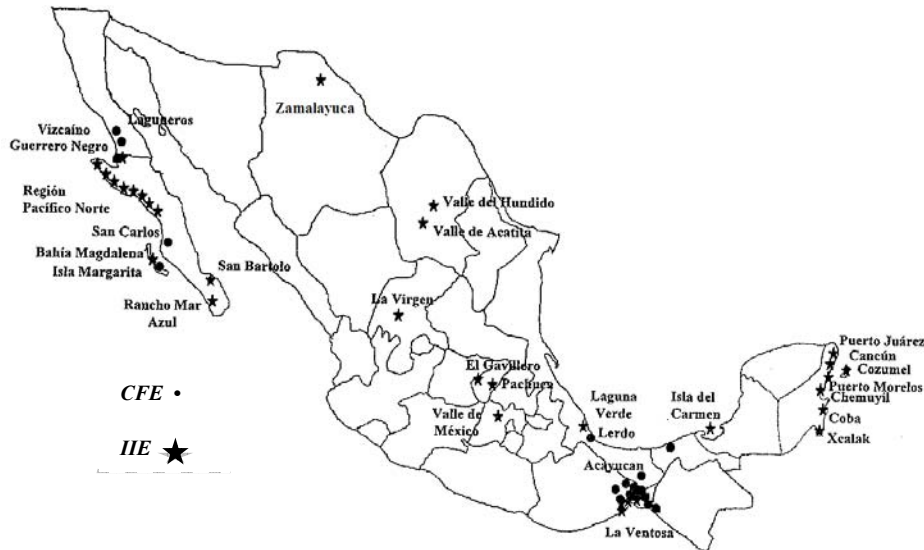 Zamalayuca
Laguneros
Vizcaíno
Guerrero Negro
Región
Pacífico Norte
San Carlos
Bahía Magdalena
Isla Margarita
San Bartolo
Rancho Mar
Azul
Valle del Hundido
Valle de Acatita
La Virgen
El Gavillero
Pachuca
Valle de
México
Laguna
Verde
Lerdo
Isla del
Carmen
Acayucan
La Ventosa
Puerto Juárez
Cancún
Cozumel
Puerto Morelos
Chemuyil
Coba
Xcalak
CFE
IIE